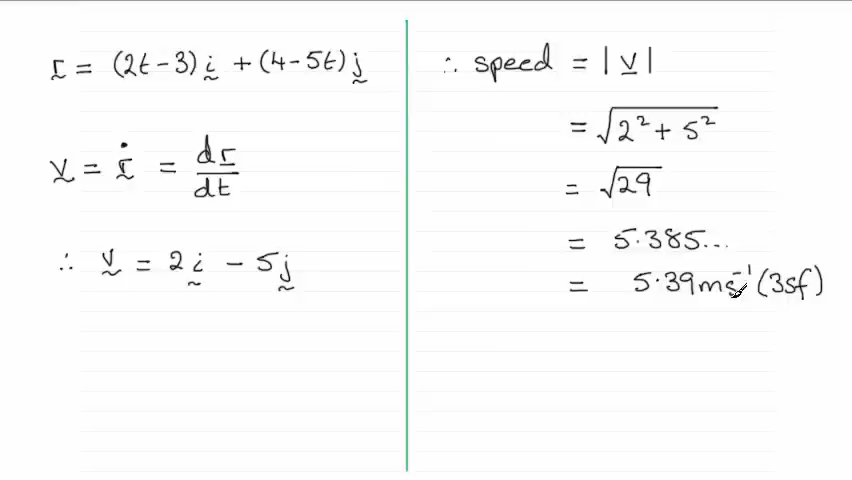 r = (2t - 3) i + (4 - 5t) j
v = ṙ = dr/dt
∴ v = 2i - 5j
∴ speed = |v|
= √2² + 5²
= √29
= 5.385...
= 5.39ms⁻¹ (3sf)